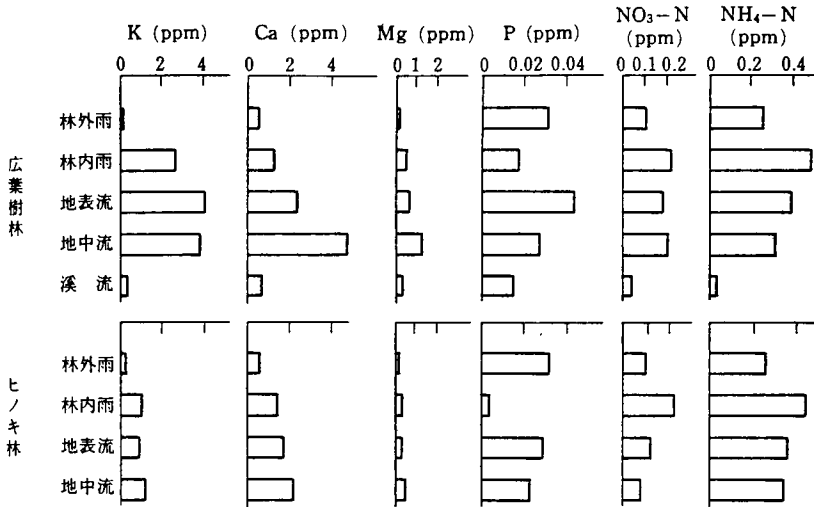 K (ppm) Ca (ppm) Mg (ppm) P (ppm) NO₃−N (ppm) NH₄−N (ppm)
0 2 4 0 2 4 0 1 2 0 0.02 0.04 0 0.1 0.2 0 0.2 0.4
広葉樹林
林外雨
林内雨
地表流
地中流
溪流
ヒノキ林
林外雨
林内雨
地表流
地中流